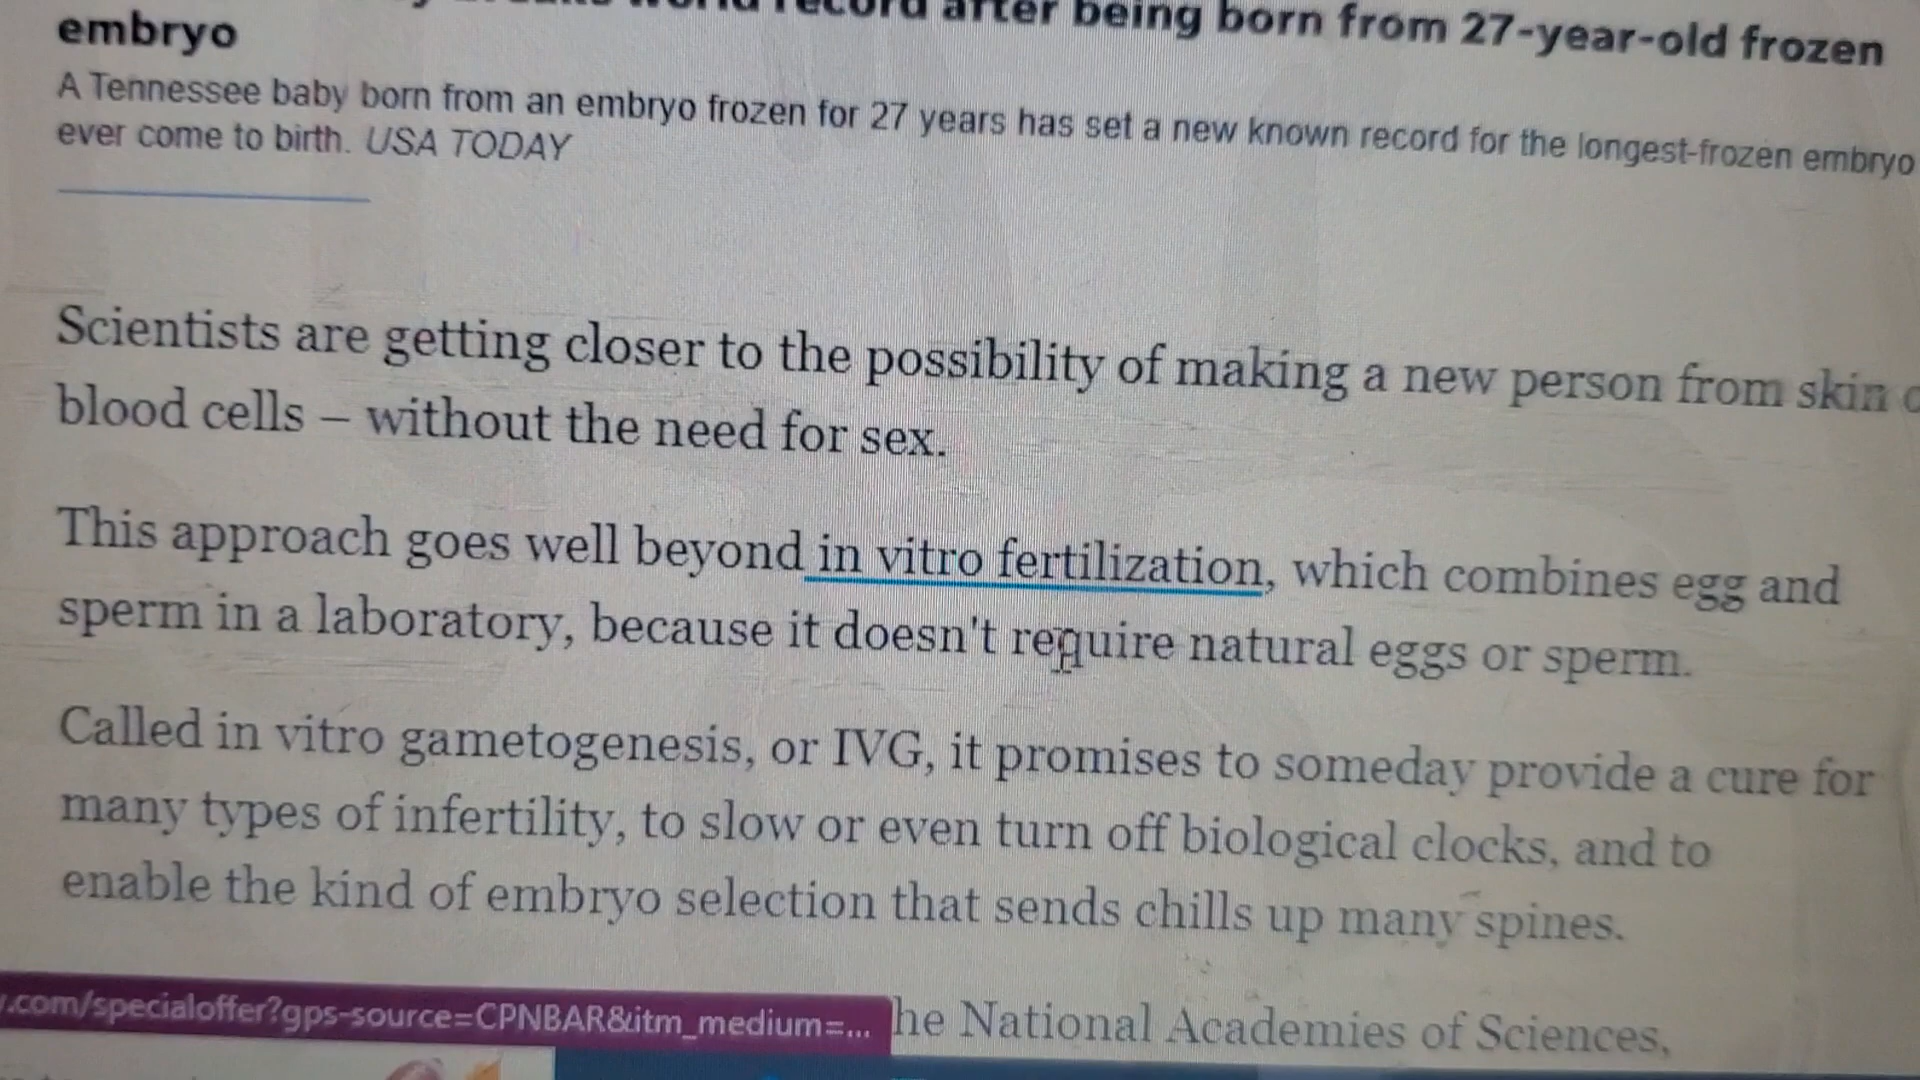 record after being born from 27-year-old frozen
embryo
A Tennessee baby born from an embryo frozen for 27 years has set a new known record for the longest-frozen embryo
ever come to birth. USA TODAY
Scientists are getting closer to the possibility of making a new person from skin
blood cells – without the need for sex.
This approach goes well beyond in vitro fertilization, which combines egg and
sperm in a laboratory, because it doesn't require natural eggs or sperm.
Called in vitro gametogenesis, or IVG, it promises to someday provide a cure for
many types of infertility, to slow or even turn off biological clocks, and to
enable the kind of embryo selection that sends chills up many spines.
.com/specialoffer?gps-source=CPNBAR&itm_medium=... he National Academies of Sciences,